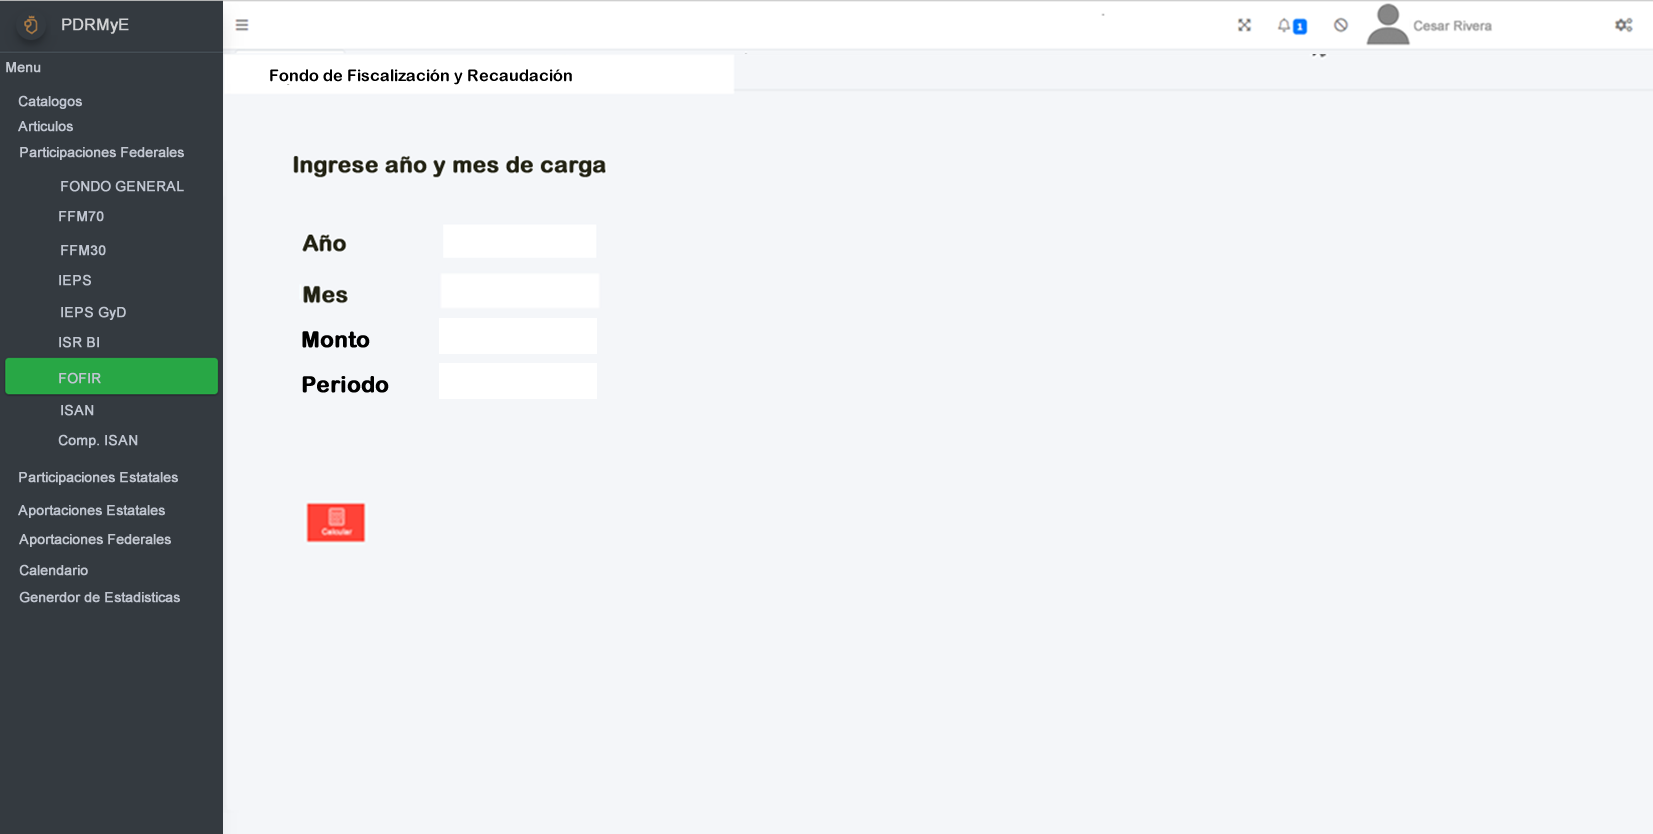 PDRMyE
1
Cesar Rivera
Menu
Fondo de Fiscalización y Recaudación
Catalogos
Articulos
Participaciones Federales
FONDO GENERAL
FFM70
FFM30
IEPS
IEPS GyD
ISR BI
FOFIR
ISAN
Comp. ISAN
Participaciones Estatales
Aportaciones Estatales
Aportaciones Federales
Calendario
Generdor de Estadisticas
Ingrese año y mes de carga
Año
Mes
Monto
Periodo
Calcular